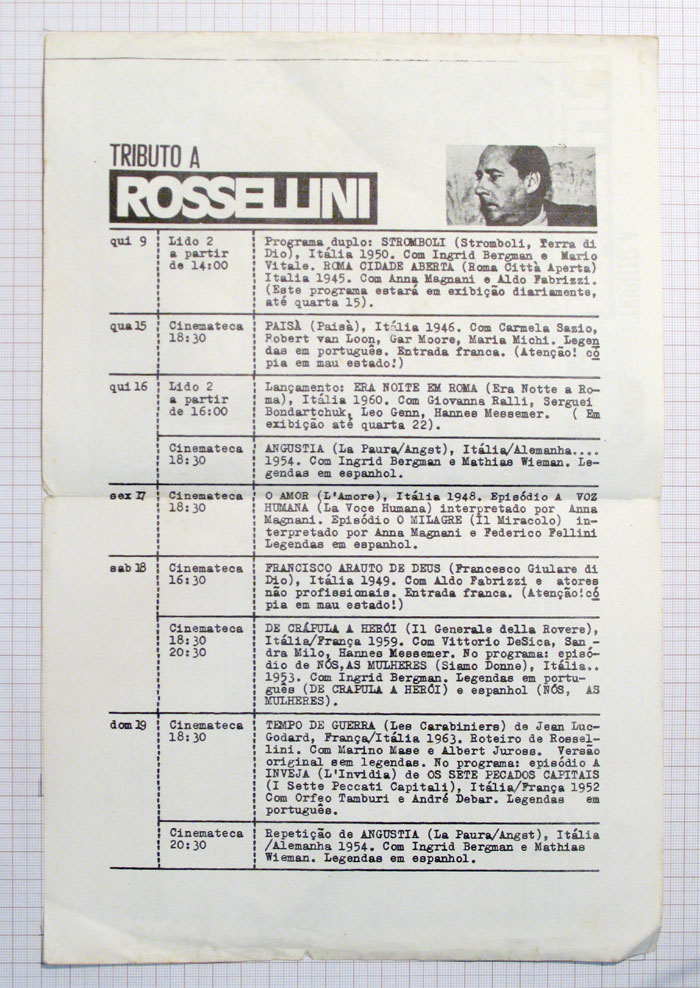 TRIBUTO A
ROSSELLINI
qui 9
Lido 2
a partir
de 14:00
Programa duplo: STROMBOLI (Stromboli, Terra di
Dio), Itália 1950. Com Ingrid Bergman e Mario
Vitale. ROMA CIDADE ABERTA (Roma Città Aperta)
Italia 1945. Com Anna Magnani e Aldo Fabrizzi.
(Este programa estará em exibição diariamente,
até quarta 15).
qua15
Cinemateca
18:30
PAISÀ (Paisà), Itália 1946. Com Carmela Sazio,
Robert van Loon, Gar Moore, Maria Michi. Legen
das em português. Entrada franca. (Atenção! có
pia em mau estado!)
qui 16
Lido 2
a partir
de 16:00
Lançamento: ERA NOITE EM ROMA (Era Notte a Ro-
ma), Itália 1960. Com Giovanna Ralli, Serguei
Bondartchuk, Leo Genn, Hannes Messemer. ( Em
exibição até quarta 22).
Cinemateca
18:30
ANGUSTIA (La Paura/Angst), Itália/Alemanha....
1954. Com Ingrid Bergman e Mathias Wieman. Le-
gendas em espanhol.
sex 17
Cinemateca
18:30
O AMOR (L'Amore), Itália 1948. Episódio A VOZ
HUMANA (La Voce Humana) interpretado por Anna
Magnani. Episódio O MILAGRE (Il Miracolo) in-
terpretado por Anna Magnani e Federico Fellini
Legendas em espanhol.
sab 18
Cinemateca
16:30
FRANCISCO ARAUTO DE DEUS (Francesco Giulare di
Dio), Itália 1949. Com Aldo Fabrizzi e atores
não profissionais. Entrada franca. (Atenção!có
pia em mau estado!)
Cinemateca
18:30
20:30
DE CRÁPULA A HERÓI (Il Generale della Rovere),
Itália/França 1959. Com Vittorio DeSica, San -
dra Milo, Hannes Messemer. No programa: episó-
dio de NÓS,AS MULHERES (Siamo Donne), Itália..
1953. Com Ingrid Bergman. Legendas em portu-
guês (DE CRAPULA A HERÓI) e espanhol (NÓS, AS
MULHERES).
dom 19
Cinemateca
18:30
TEMPO DE GUERRA (Les Carabiniers) de Jean Luc-
Godard, França/Itália 1963. Roteiro de Rossel-
lini. Com Marino Mase e Albert Juross. Versão
original sem legendas. No programa: episódio A
INVEJA (L'Invidia) de OS SETE PECADOS CAPITAIS
(I Sette Peccati Capitali), Itália/França 1952
Com Orfeo Tamburi e André Debar. Legendas em
português.
Cinemateca
20:30
Repetição de ANGUSTIA (La Paura/Angst), Itália
/Alemanha 1954. Com Ingrid Bergman e Mathias
Wieman. Legendas em espanhol.